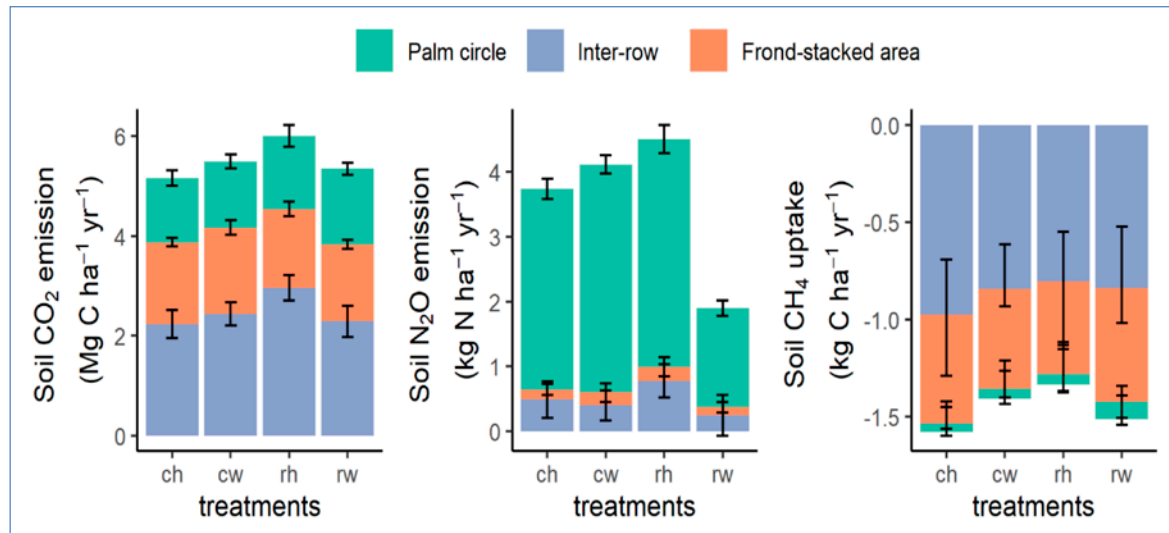 Palm circle Inter-row Frond-stacked area
Soil CO₂ emission
(Mg C ha⁻¹ yr⁻¹)
6
4
2
0
ch cw rh rw
treatments
Soil N₂O emission
(kg N ha⁻¹ yr⁻¹)
4
3
2
1
0
ch cw rh rw
treatments
Soil CH₄ uptake
(kg C ha⁻¹ yr⁻¹)
0.0
-0.5
-1.0
-1.5
ch cw rh rw
treatments